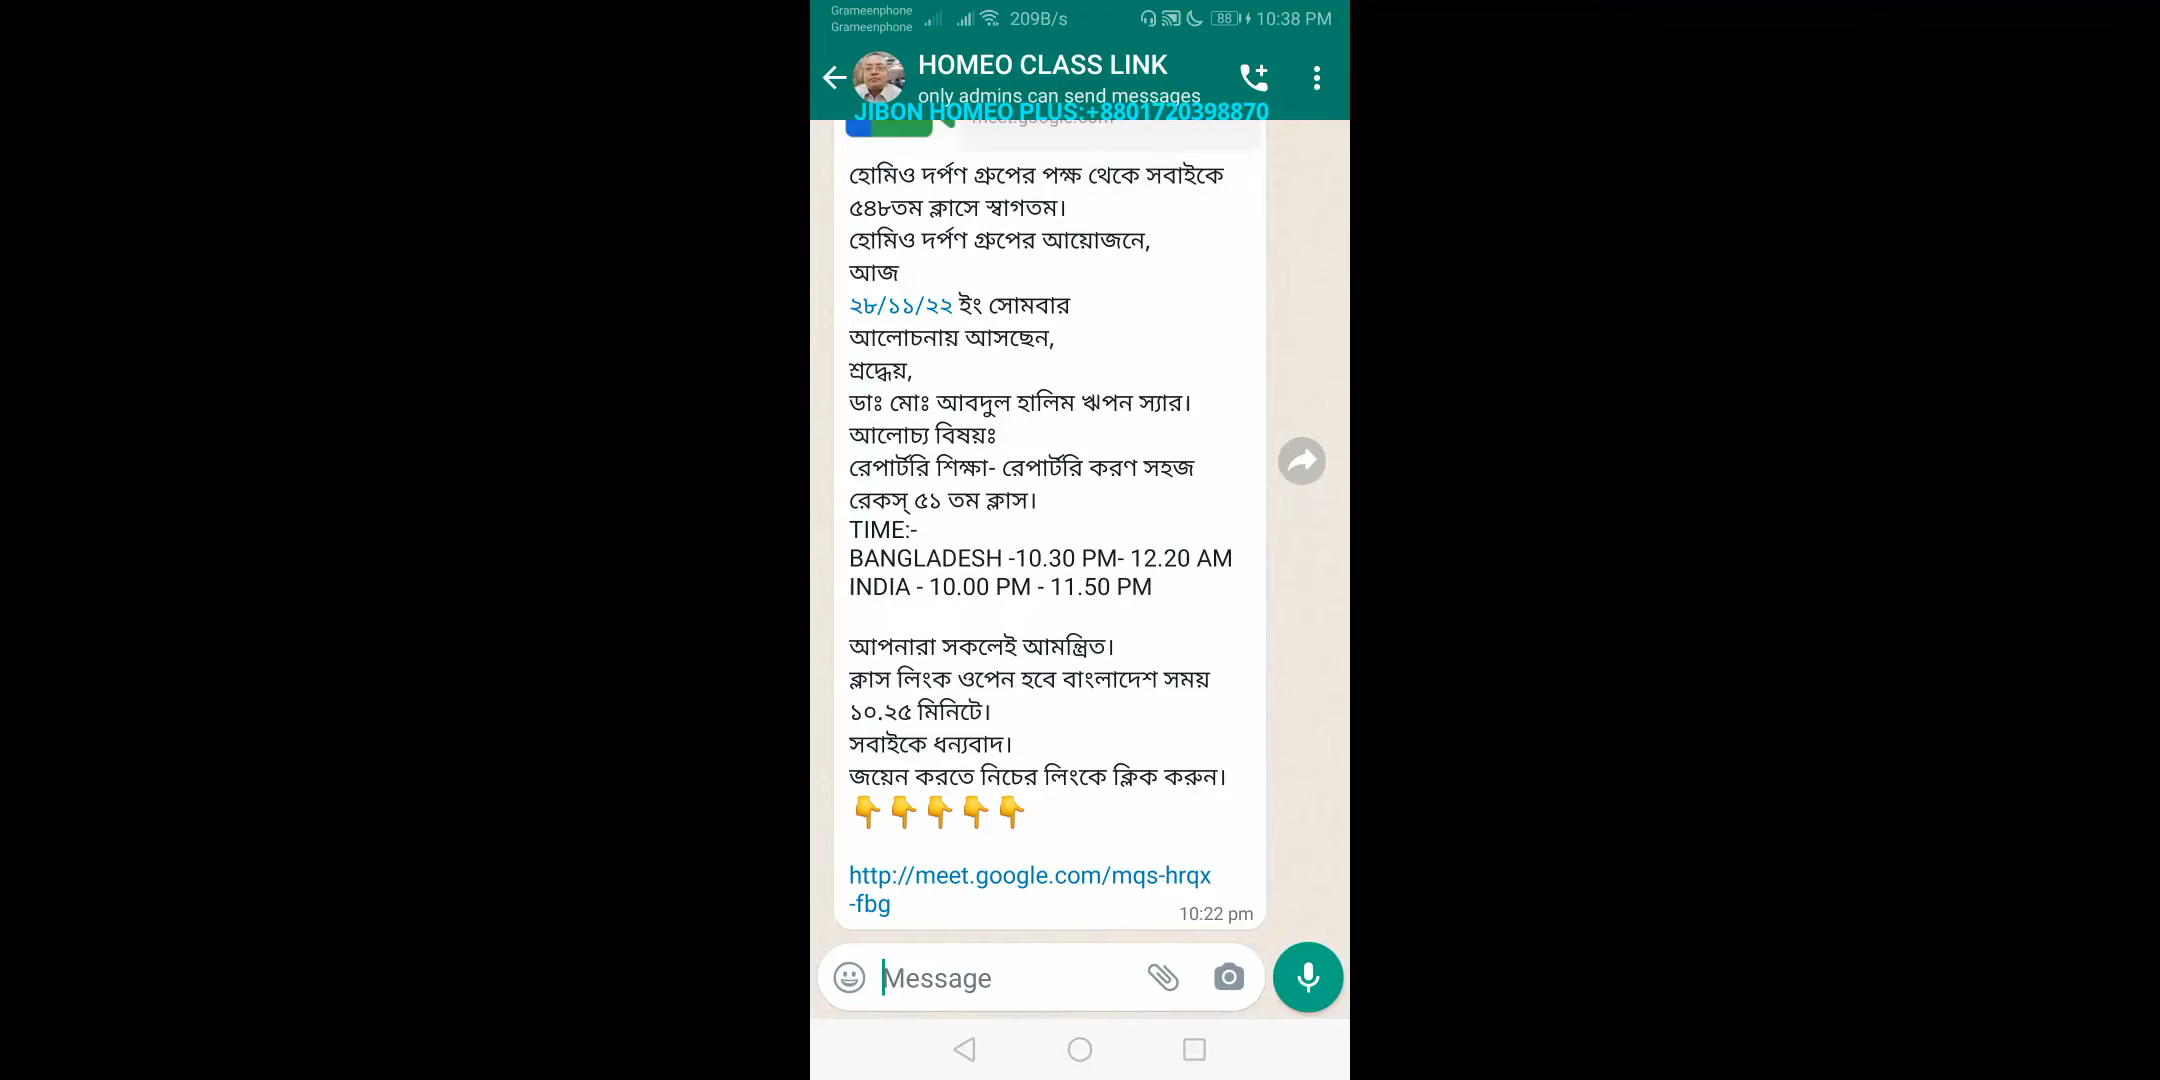 Grameenphone
Grameenphone
209B/s
88
10:38 PM
HOMEO CLASS LINK
only admins can send messages
JIBON HOMEO PLUS:+8801720398870
meet.google.com
হোমিও দর্পণ গ্রুপের পক্ষ থেকে সবাইকে
৫৪৮তম ক্লাসে স্বাগতম।
হোমিও দর্পণ গ্রুপের আয়োজনে,
আজ
২৮/১১/২২ ইং সোমবার
আলোচনায় আসছেন,
শ্রদ্ধেয়,
ডাঃ মোঃ আবদুল হালিম ঋপন স্যার।
আলোচ্য বিষয়ঃ
রেপার্টরি শিক্ষা- রেপার্টরি করণ সহজ
রেকস্ ৫১ তম ক্লাস।
TIME:-
BANGLADESH -10.30 PM- 12.20 AM
INDIA - 10.00 PM - 11.50 PM
আপনারা সকলেই আমন্ত্রিত।
ক্লাস লিংক ওপেন হবে বাংলাদেশ সময়
১০.২৫ মিনিটে।
সবাইকে ধন্যবাদ।
জয়েন করতে নিচের লিংকে ক্লিক করুন।
👇👇👇👇👇
http://meet.google.com/mqs-hrqx
-fbg
10:22 pm
Message